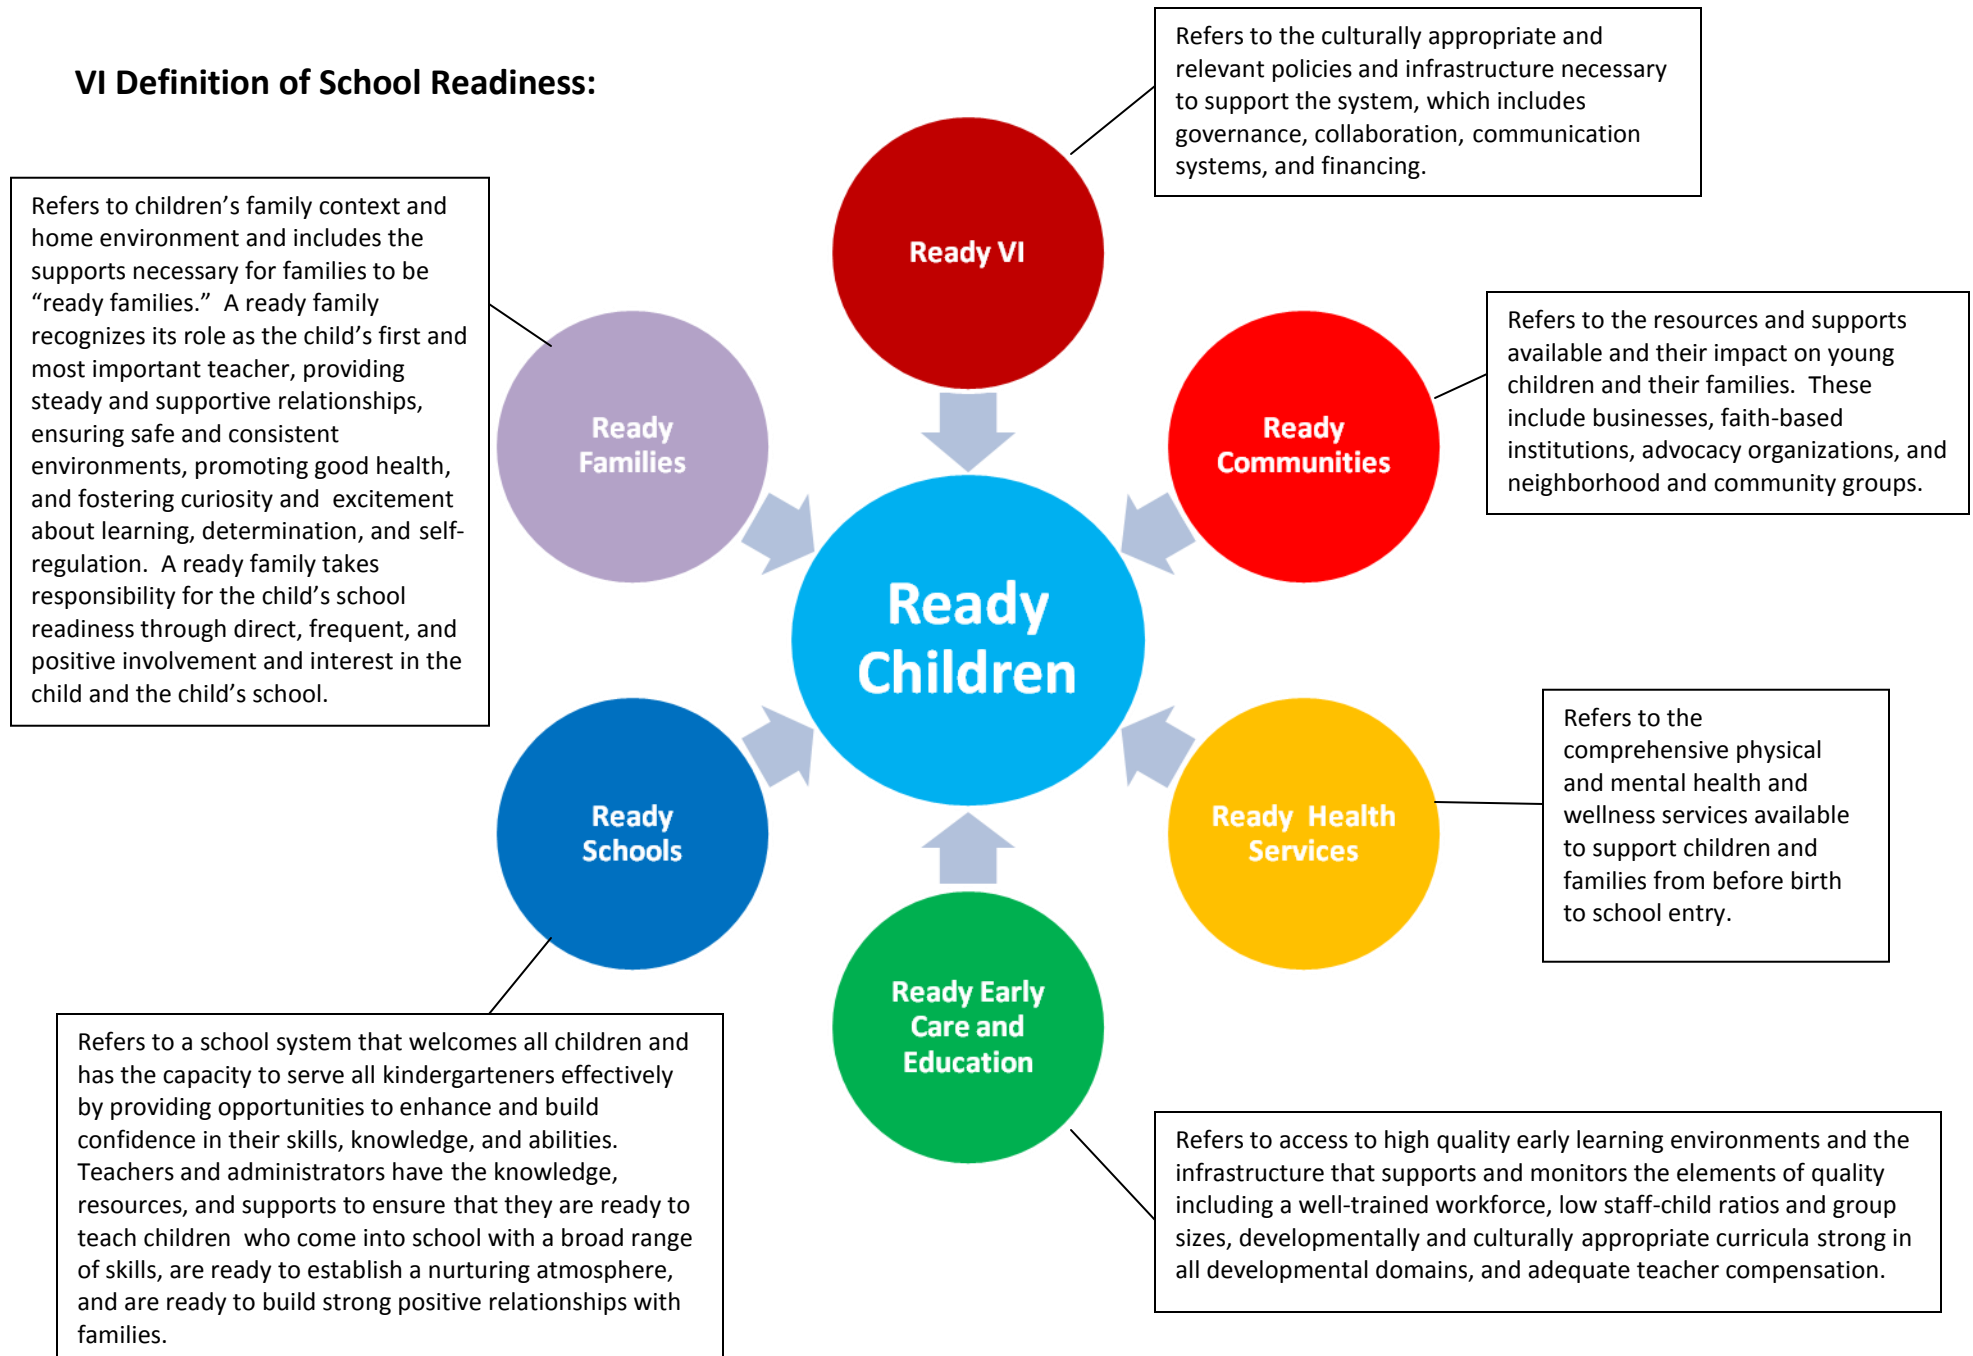 VI Definition of School Readiness:
Refers to the culturally appropriate and
relevant policies and infrastructure necessary
to support the system, which includes
governance, collaboration, communication
systems, and financing.
Ready VI
Refers to children’s family context and
home environment and includes the
supports necessary for families to be
“ready families.”  A ready family
recognizes its role as the child’s first and
most important teacher, providing
steady and supportive relationships,
ensuring safe and consistent
environments, promoting good health,
and fostering curiosity and  excitement
about learning, determination, and self-
regulation.  A ready family takes
responsibility for the child’s school
readiness through direct, frequent, and
positive involvement and interest in the
child and the child’s school.
Ready
Families
Ready
Communities
Refers to the resources and supports
available and their impact on young
children and their families.  These
include businesses, faith-based
institutions, advocacy organizations, and
neighborhood and community groups.
Ready
Children
Ready
Schools
Ready  Health
Services
Refers to the
comprehensive physical
and mental health and
wellness services available
to support children and
families from before birth
to school entry.
Ready Early
Care and
Education
Refers to a school system that welcomes all children and
has the capacity to serve all kindergarteners effectively
by providing opportunities to enhance and build
confidence in their skills, knowledge, and abilities.
Teachers and administrators have the knowledge,
resources, and supports to ensure that they are ready to
teach children  who come into school with a broad range
of skills, are ready to establish a nurturing atmosphere,
and are ready to build strong positive relationships with
families.
Refers to access to high quality early learning environments and the
infrastructure that supports and monitors the elements of quality
including a well-trained workforce, low staff-child ratios and group
sizes, developmentally and culturally appropriate curricula strong in
all developmental domains, and adequate teacher compensation.